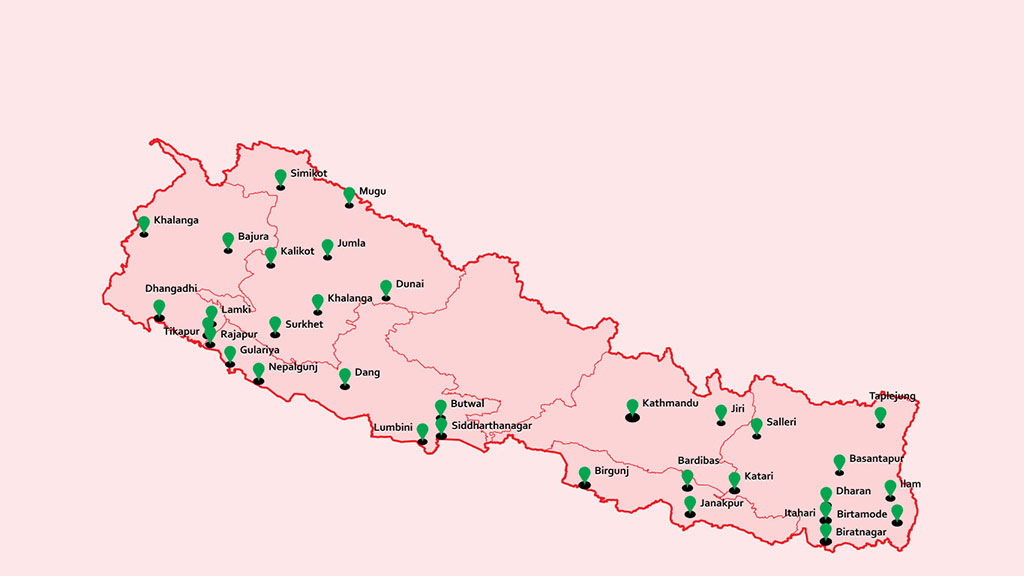 Simikot
Mugu
Khalanga
Bajura
Jumla
Kalikot
Dunai
Dhangadhi
Khalanga
Lamki
Surkhet
Tikapur
Rajapur
Gulariya
Nepalgunj
Dang
Taplejung
Butwal
Kathmandu
Jiri
Salleri
Lumbini
Siddharthanagar
Basantapur
Bardibas
Birgunj
Katari
Ilam
Dharan
Janakpur
Itahari
Birtamode
Biratnagar